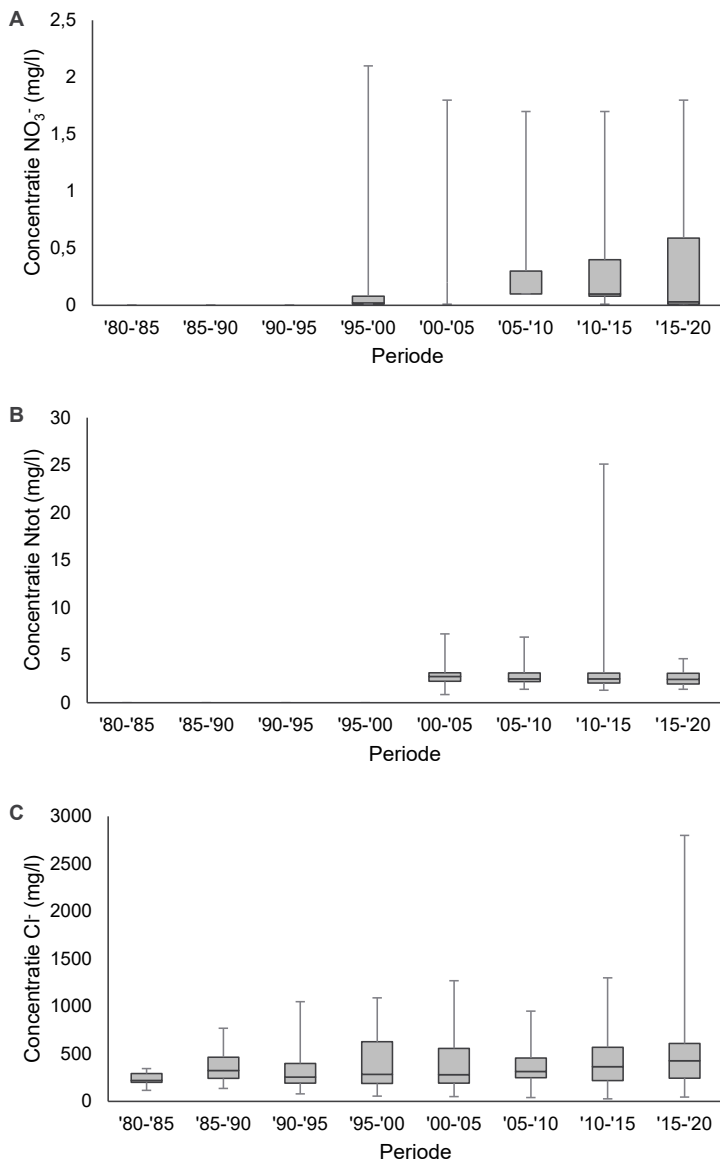 A
Concentratie NO₃⁻ (mg/l)
2,5
2
1,5
1
0,5
0
'80-'85 '85-'90 '90-'95 '95-'00 '00-'05 '05-'10 '10-'15 '15-'20
Periode
B
Concentratie Ntot (mg/l)
30
25
20
15
10
5
0
'80-'85 '85-'90 '90-'95 '95-'00 '00-'05 '05-'10 '10-'15 '15-'20
Periode
C
Concentratie Cl⁻ (mg/l)
3000
2500
2000
1500
1000
500
0
'80-'85 '85-'90 '90-'95 '95-'00 '00-'05 '05-'10 '10-'15 '15-'20
Periode